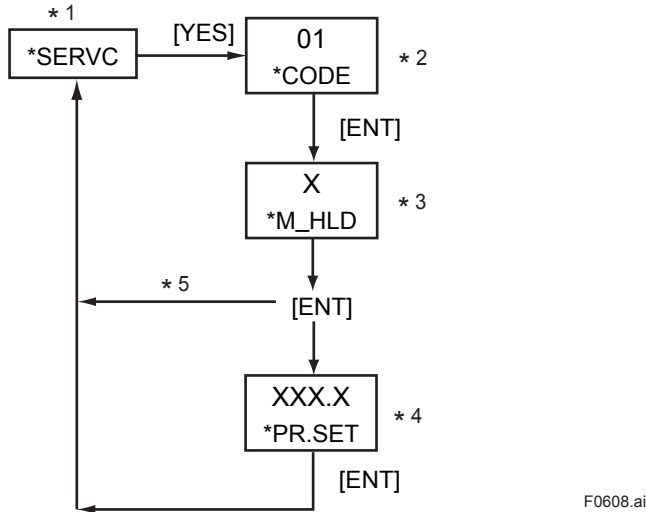 * 1
*SERVC
[YES]
01
*CODE
* 2
[ENT]
X
*M_HLD
* 3
* 5
[ENT]
XXX.X
*PR.SET
* 4
[ENT]
F0608.ai